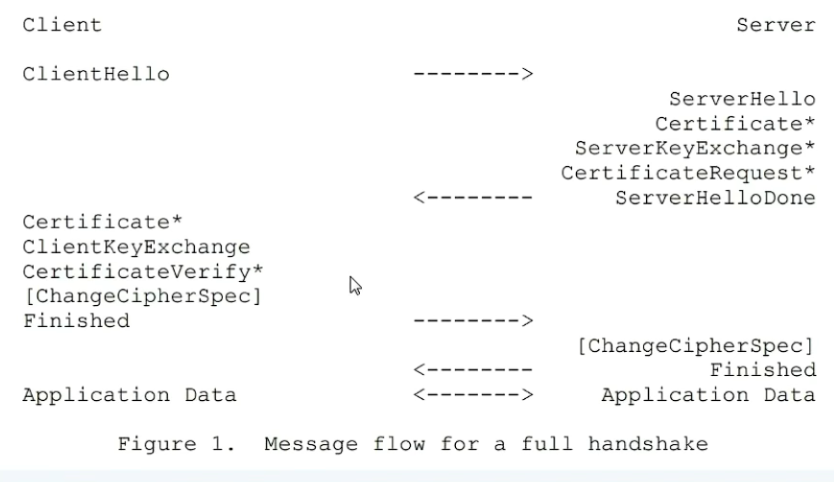 Client Server
ClientHello -------->
ServerHello
Certificate*
ServerKeyExchange*
CertificateRequest*
<-------- ServerHelloDone
Certificate*
ClientKeyExchange
CertificateVerify*
[ChangeCipherSpec]
Finished -------->
[ChangeCipherSpec]
<-------- Finished
Application Data <-------> Application Data
Figure 1. Message flow for a full handshake